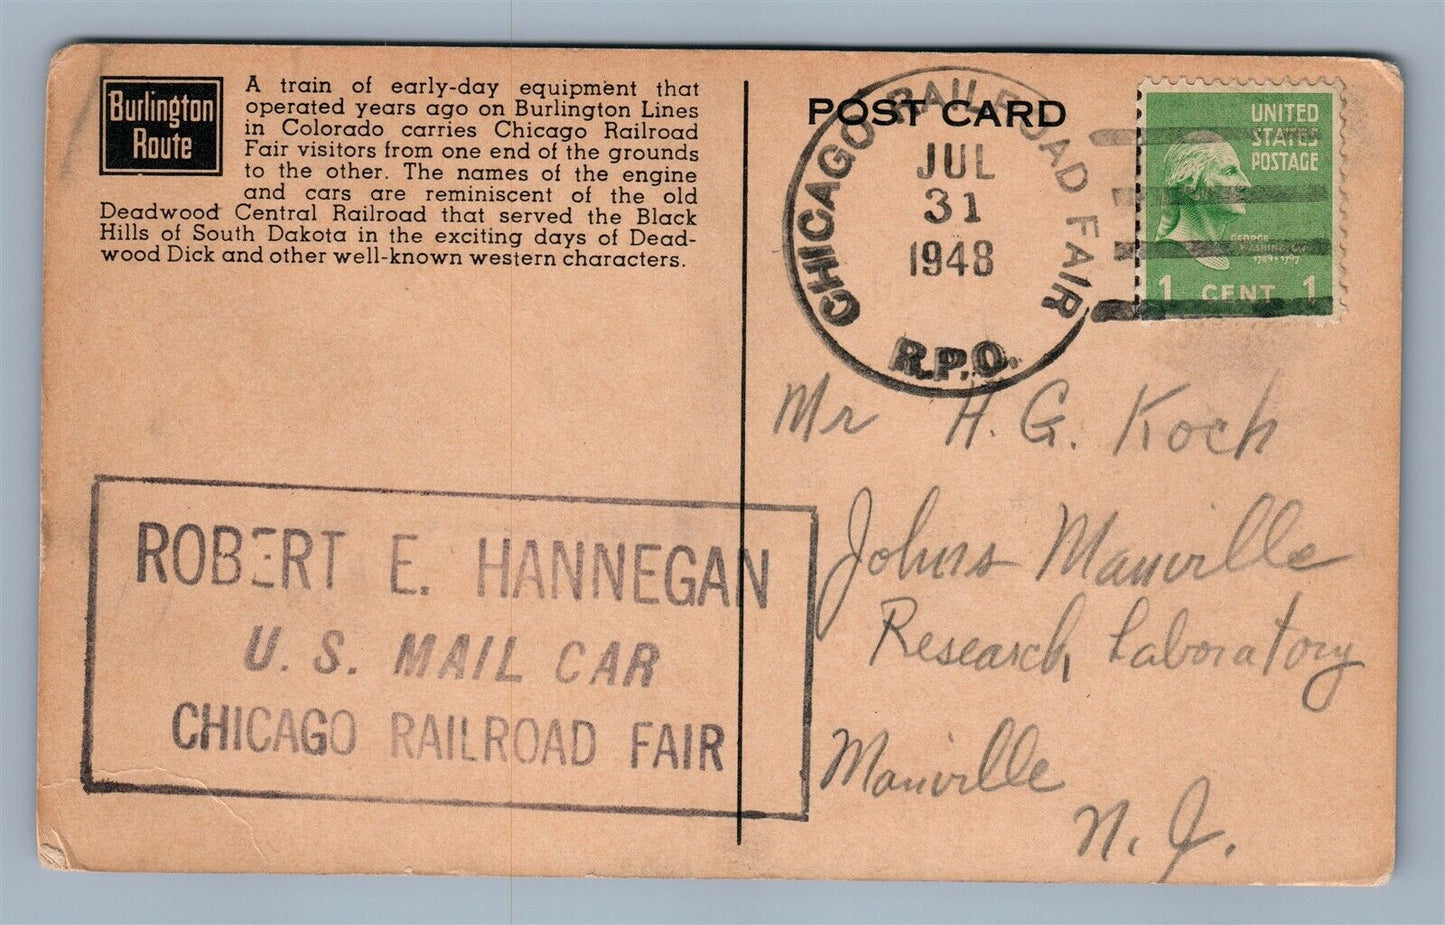 Burlington
Route
A train of early-day equipment that
operated years ago on Burlington Lines
in Colorado carries Chicago Railroad
Fair visitors from one end of the grounds
to the other. The names of the engine
and cars are reminiscent of the old
Deadwood Central Railroad that served the Black
Hills of South Dakota in the exciting days of Dead-
wood Dick and other well-known western characters.
POST CARD
CHICAGO RAILROAD FAIR
JUL
31
1948
R.P.O.
UNITED
STATES
POSTAGE
GEORGE
WASHINGTON
1789-1797
1 CENT 1
Mr H. G. Koch
Johns Manville
Research Laboratory
Manville
N. J.
ROBERT E. HANNEGAN
U. S. MAIL CAR
CHICAGO RAILROAD FAIR